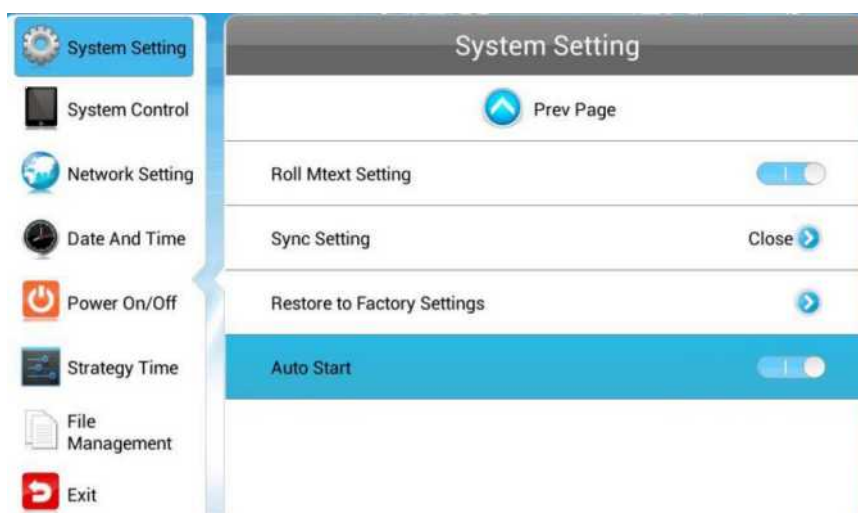 System Setting
System Control
Network Setting
Date And Time
Power On/Off
Strategy Time
File
Management
Exit
System Setting
Prev Page
Roll Mtext Setting
Sync Setting
Close
Restore to Factory Settings
Auto Start